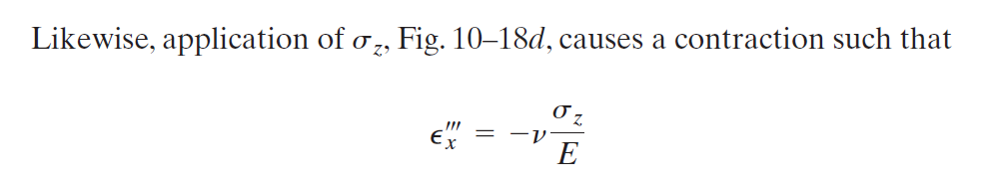 Likewise, application of σ_z, Fig. 10–18d, causes a contraction such that
ϵ‴_x = −ν σ_z/E